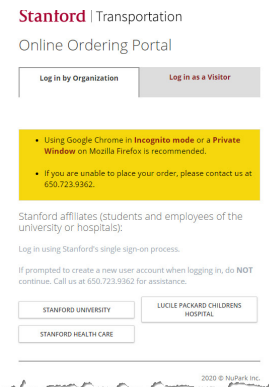 Stanford | Transportation
Online Ordering Portal
Log in by Organization
Log in as a Visitor
• Using Google Chrome in Incognito mode or a Private
Window on Mozilla Firefox is recommended.
• If you are unable to place your order, please contact us at
650.723.9362.
Stanford affiliates (students and employees of the
university or hospitals):
Log in using Stanford's single sign-on process.
If prompted to create a new user account when logging in, do NOT
continue. Call us at 650.723.9362 for assistance.
STANFORD UNIVERSITY
LUCILE PACKARD CHILDRENS
HOSPITAL
STANFORD HEALTH CARE
2020 © NuPark Inc.